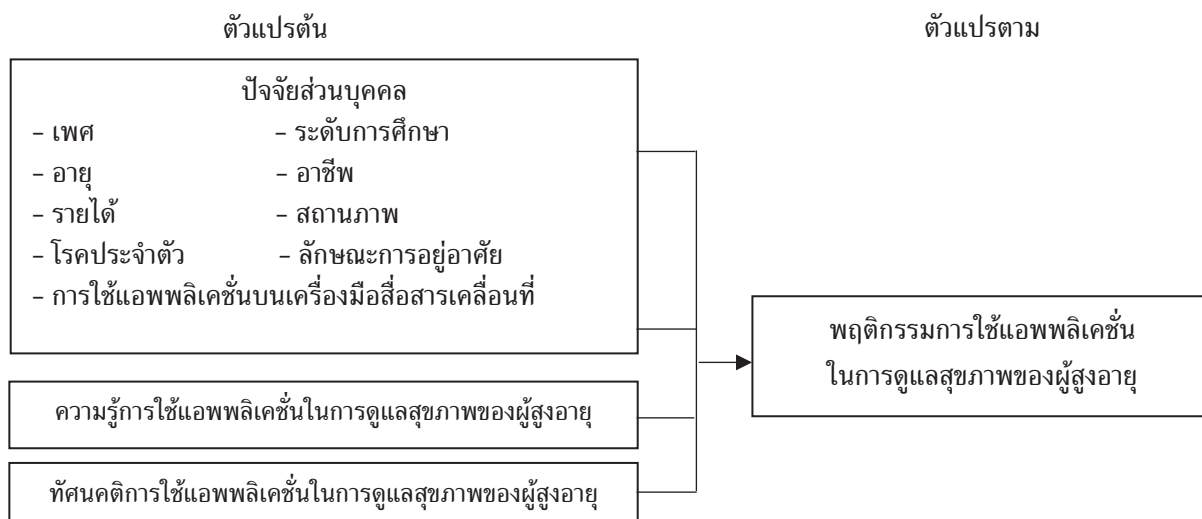 ตัวแปรต้น
ตัวแปรตาม
ปัจจัยส่วนบุคคล
– เพศ – ระดับการศึกษา
– อายุ – อาชีพ
– รายได้ – สถานภาพ
– โรคประจำตัว – ลักษณะการอยู่อาศัย
– การใช้แอพพลิเคชั่นบนเครื่องมือสื่อสารเคลื่อนที่
ความรู้การใช้แอพพลิเคชั่นในการดูแลสุขภาพของผู้สูงอายุ
ทัศนคติการใช้แอพพลิเคชั่นในการดูแลสุขภาพของผู้สูงอายุ
พฤติกรรมการใช้แอพพลิเคชั่น
ในการดูแลสุขภาพของผู้สูงอายุ